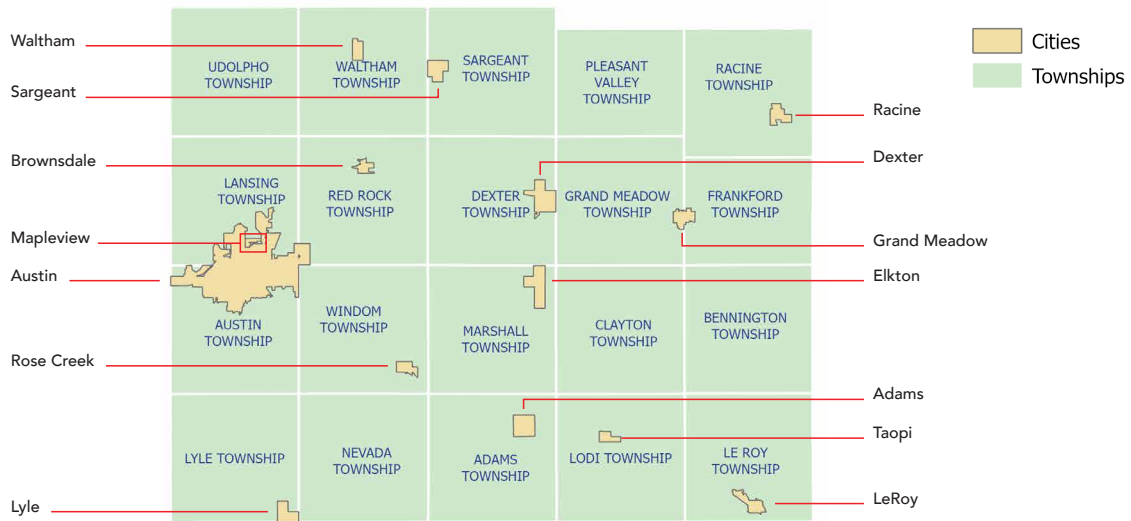 Waltham
Sargeant
Brownsdale
Mapleview
Austin
Rose Creek
Lyle
UDOLPHO
TOWNSHIP
WALTHAM
TOWNSHIP
SARGEANT
TOWNSHIP
PLEASANT
VALLEY
TOWNSHIP
RACINE
TOWNSHIP
LANSING
TOWNSHIP
RED ROCK
TOWNSHIP
DEXTER
TOWNSHIP
GRAND MEADOW
TOWNSHIP
FRANKFORD
TOWNSHIP
AUSTIN
TOWNSHIP
WINDOM
TOWNSHIP
MARSHALL
TOWNSHIP
CLAYTON
TOWNSHIP
BENNINGTON
TOWNSHIP
LYLE TOWNSHIP
NEVADA
TOWNSHIP
ADAMS
TOWNSHIP
LODI TOWNSHIP
LE ROY
TOWNSHIP
Cities
Townships
Racine
Dexter
Grand Meadow
Elkton
Adams
Taopi
LeRoy